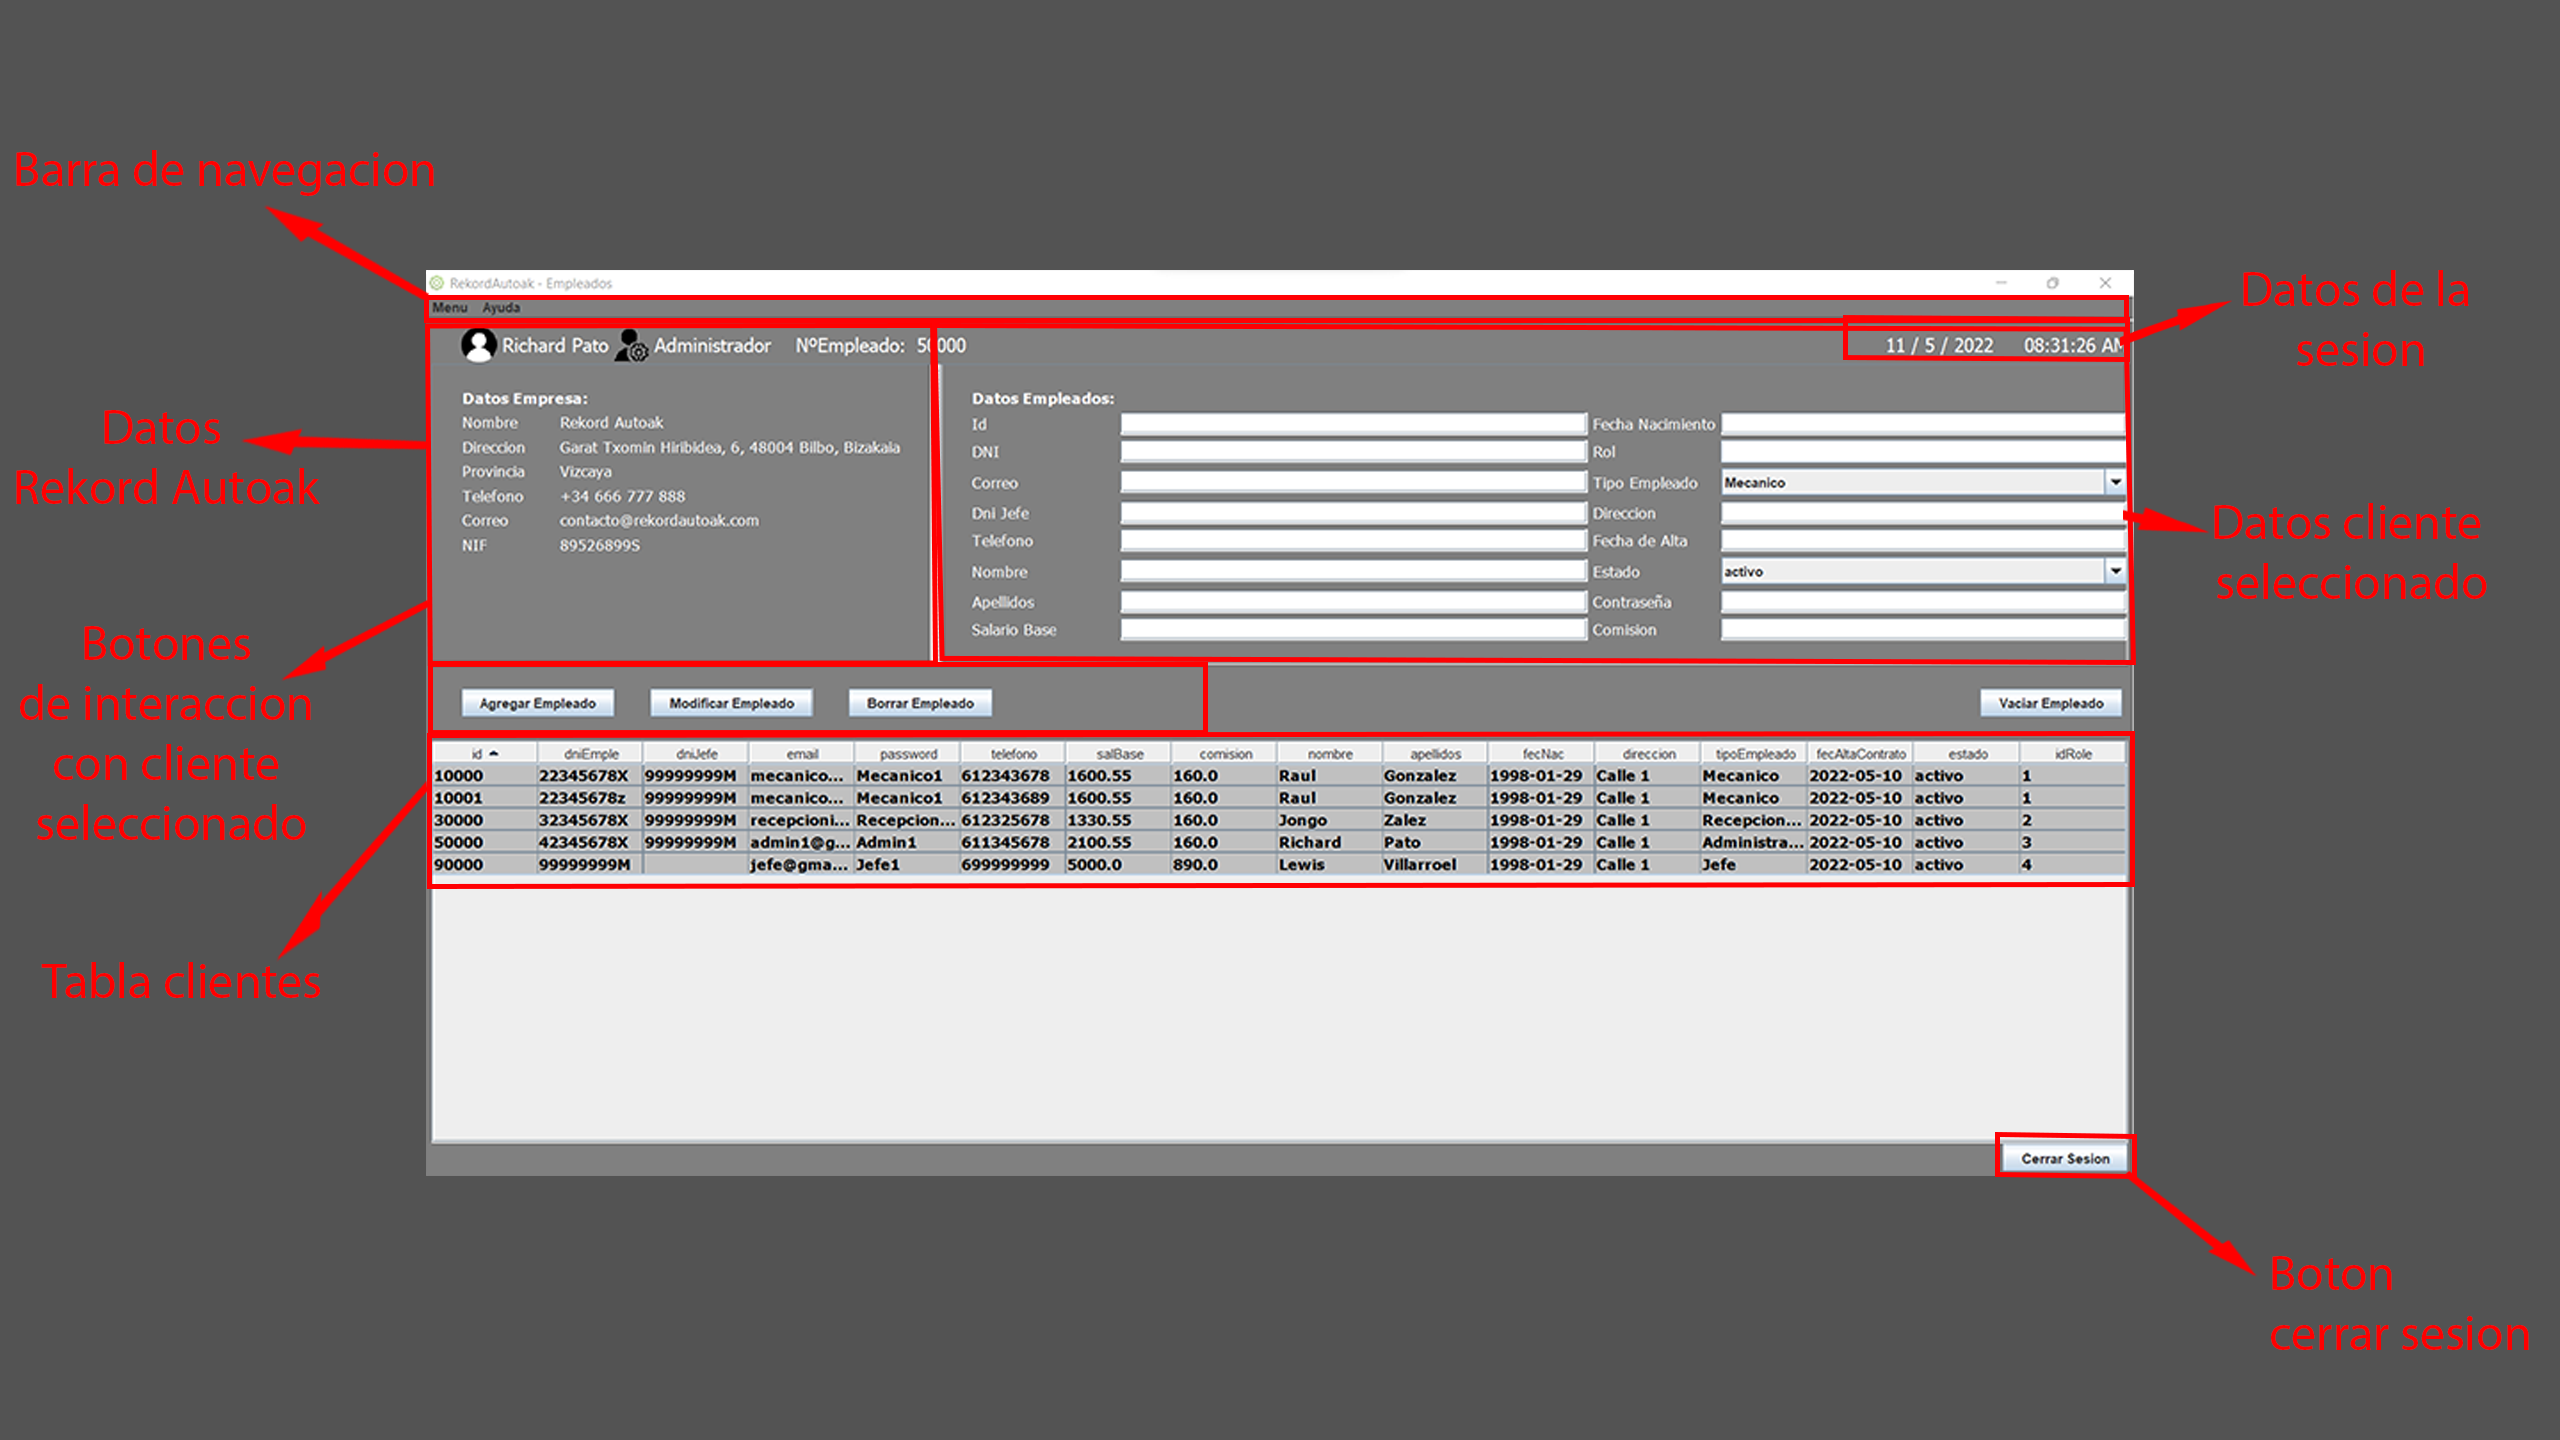 Barra de navegacion
Datos
Rekord Autoak
Botones
de interaccion
con cliente
seleccionado
Tabla clientes
RekordAutoak - Empleados
Menu Ayuda
Richard Pato Administrador NºEmpleado: 50000 11 / 5 / 2022 08:31:26 AM
Datos Empresa:
Nombre Rekord Autoak
Direccion Garat Txomin Hiribidea, 6, 48004 Bilbo, Bizakaia
Provincia Vizcaya
Telefono +34 666 777 888
Correo contacto@rekordautoak.com
NIF 89526899S
Datos Empleados:
Id Fecha Nacimiento
DNI Rol
Correo Tipo Empleado Mecanico
Dni Jefe Direccion
Telefono Fecha de Alta
Nombre Estado activo
Apellidos Contraseña
Salario Base Comision
Agregar Empleado Modificar Empleado Borrar Empleado Vaciar Empleado
id dniEmple dniJefe email password telefono salBase comision nombre apellidos fecNac direccion tipoEmpleado fecAltaContrato estado idRole
10000 22345678X 99999999M mecanico... Mecanico1 612343678 1600.55 160.0 Raul Gonzalez 1998-01-29 Calle 1 Mecanico 2022-05-10 activo 1
10001 22345678z 99999999M mecanico... Mecanico1 612343689 1600.55 160.0 Raul Gonzalez 1998-01-29 Calle 1 Mecanico 2022-05-10 activo 1
30000 32345678X 99999999M recepcioni... Recepcion... 612325678 1330.55 160.0 Jongo Zalez 1998-01-29 Calle 1 Recepcion... 2022-05-10 activo 2
50000 42345678X 99999999M admin1@g... Admin1 611345678 2100.55 160.0 Richard Pato 1998-01-29 Calle 1 Administra... 2022-05-10 activo 3
90000 99999999M jefe@gma... Jefe1 699999999 5000.0 890.0 Lewis Villarroel 1998-01-29 Calle 1 Jefe 2022-05-10 activo 4
Cerrar Sesion
Datos de la
sesion
Datos cliente
seleccionado
Boton
cerrar sesion